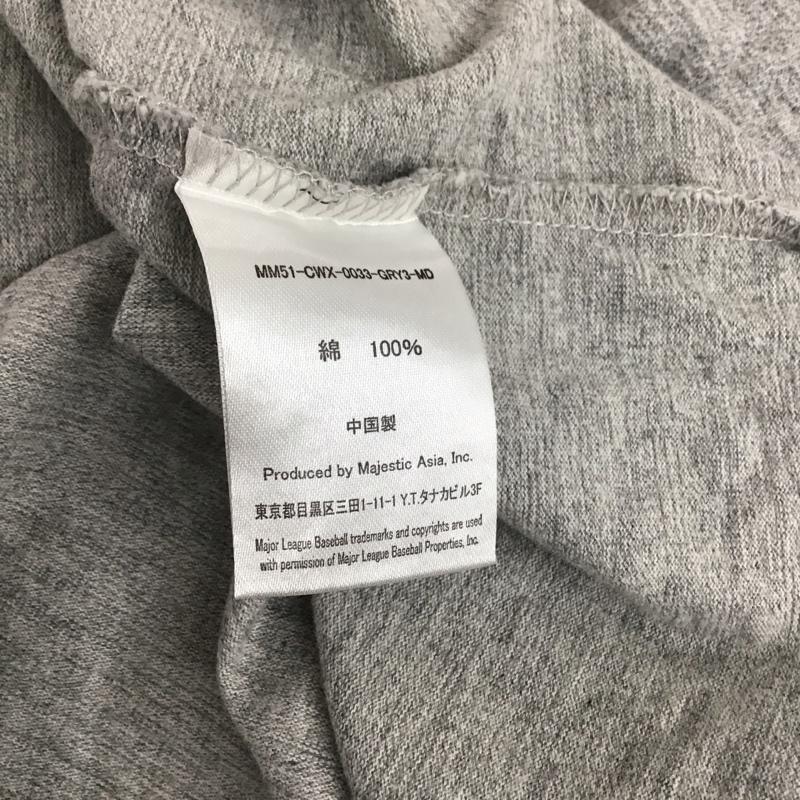 MM51-CWX-0033-GRY3-MD
綿 100%
中国製
Produced by Majestic Asia, Inc.
東京都目黒区三田1-11-1 Y.T.タナカビル3F
Major League Baseball trademarks and copyrights are used
with permission of Major League Baseball Properties, Inc.